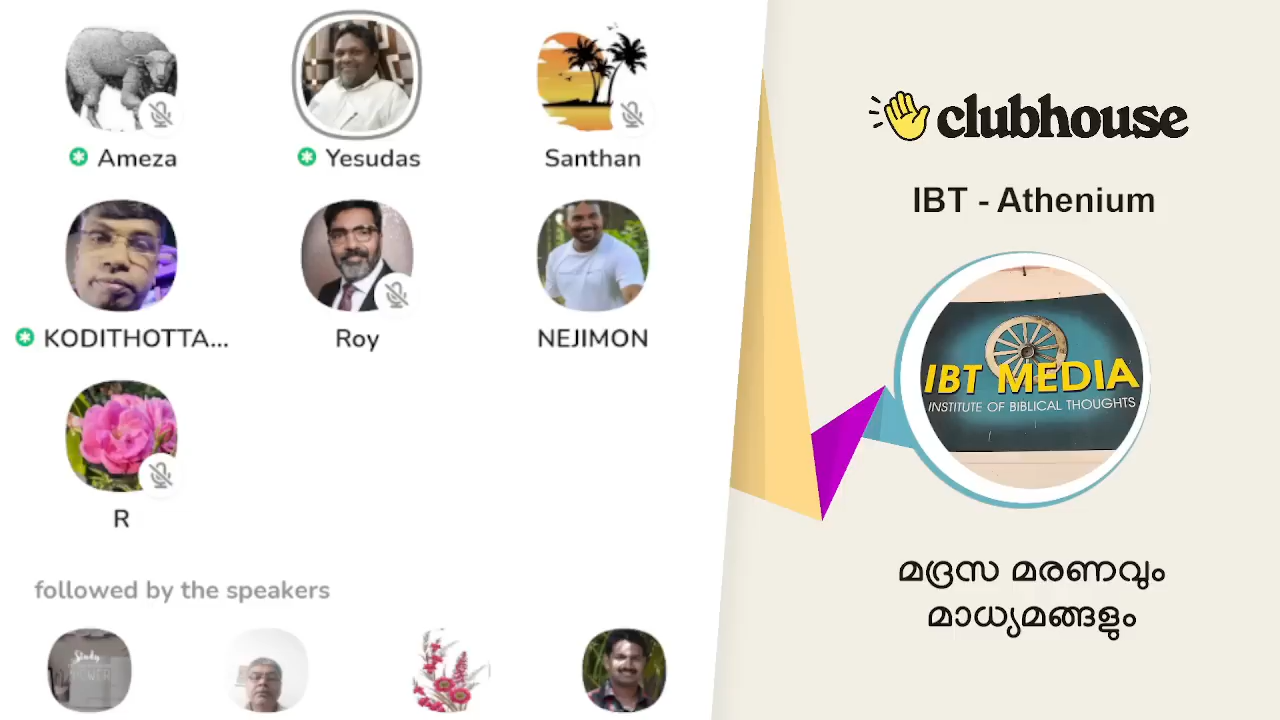 Ameza
Yesudas
Santhan
KODITHOTTA...
Roy
NEJIMON
R
followed by the speakers
Study
clubhouse
IBT - Athenium
IBT MEDIA
INSTITUTE OF BIBLICAL THOUGHTS
മദ്രസ മരണവും
മാധ്യമങ്ങളും